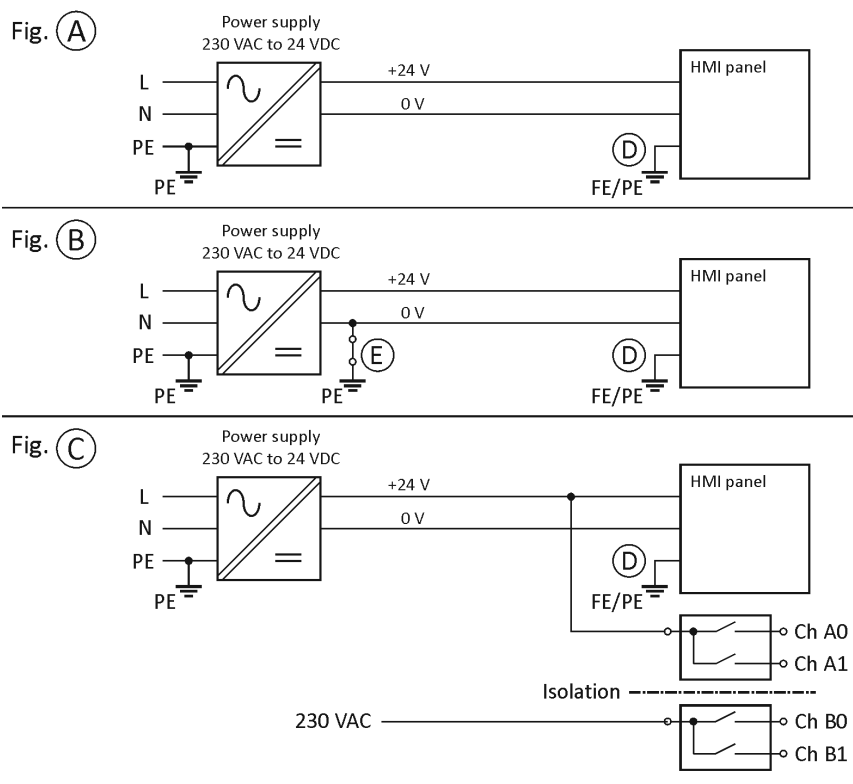 Fig. A
Power supply
230 VAC to 24 VDC
L
N
PE
PE
+24 V
0 V
HMI panel
D
FE/PE
Fig. B
Power supply
230 VAC to 24 VDC
L
N
PE
PE
+24 V
0 V
E
PE
HMI panel
D
FE/PE
Fig. C
Power supply
230 VAC to 24 VDC
L
N
PE
PE
+24 V
0 V
HMI panel
D
FE/PE
Ch A0
Ch A1
Isolation
230 VAC
Ch B0
Ch B1